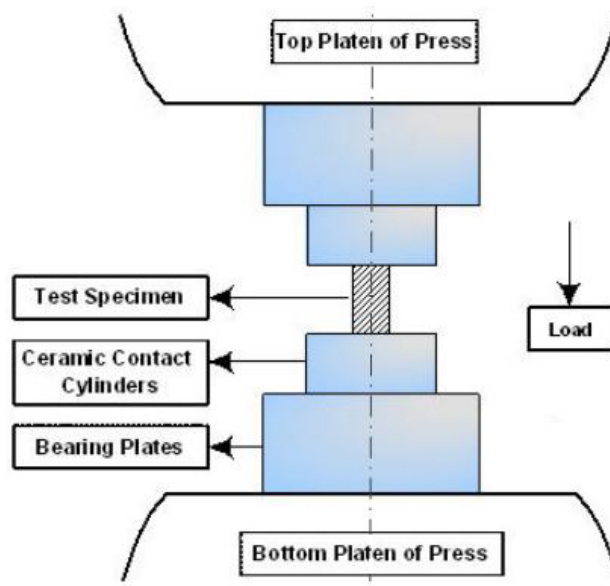 Top Platen of Press
Test Specimen
Load
Ceramic Contact
Cylinders
Bearing Plates
Bottom Platen of Press